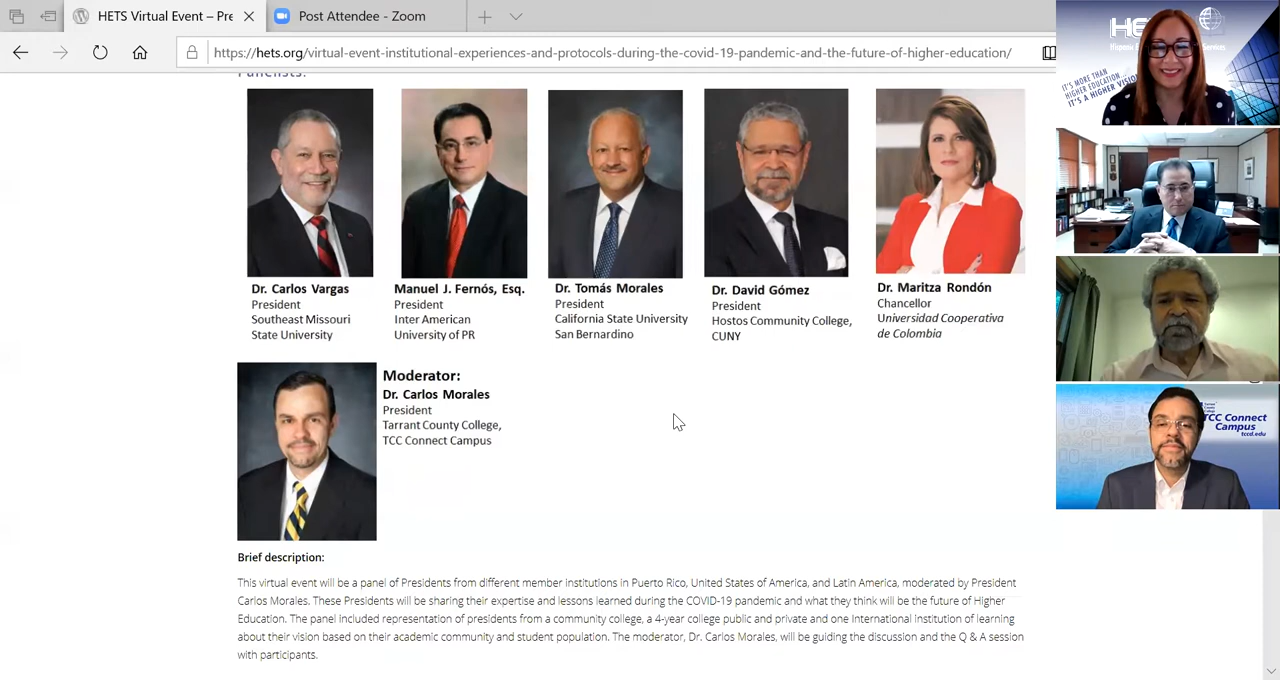 HETS Virtual Event – Pre
Post Attendee - Zoom
https://hets.org/virtual-event-institutional-experiences-and-protocols-during-the-covid-19-pandemic-and-the-future-of-higher-education/
Panelists:
Dr. Carlos Vargas
President
Southeast Missouri
State University
Manuel J. Fernós, Esq.
President
Inter American
University of PR
Dr. Tomás Morales
President
California State University
San Bernardino
Dr. David Gómez
President
Hostos Community College,
CUNY
Dr. Maritza Rondón
Chancellor
Universidad Cooperativa
de Colombia
Moderator:
Dr. Carlos Morales
President
Tarrant County College,
TCC Connect Campus
Brief description:
This virtual event will be a panel of Presidents from different member institutions in Puerto Rico, United States of America, and Latin America, moderated by President
Carlos Morales. These Presidents will be sharing their expertise and lessons learned during the COVID-19 pandemic and what they think will be the future of Higher
Education. The panel included representation of presidents from a community college, a 4-year college public and private and one International institution of learning
about their vision based on their academic community and student population. The moderator, Dr. Carlos Morales, will be guiding the discussion and the Q & A session
with participants.
HE
Hispanic E
Services
IT'S MORE THAN
HIGHER EDUCATION...
IT'S A HIGHER VISIO
TCC Connect
Campus
tccd.edu